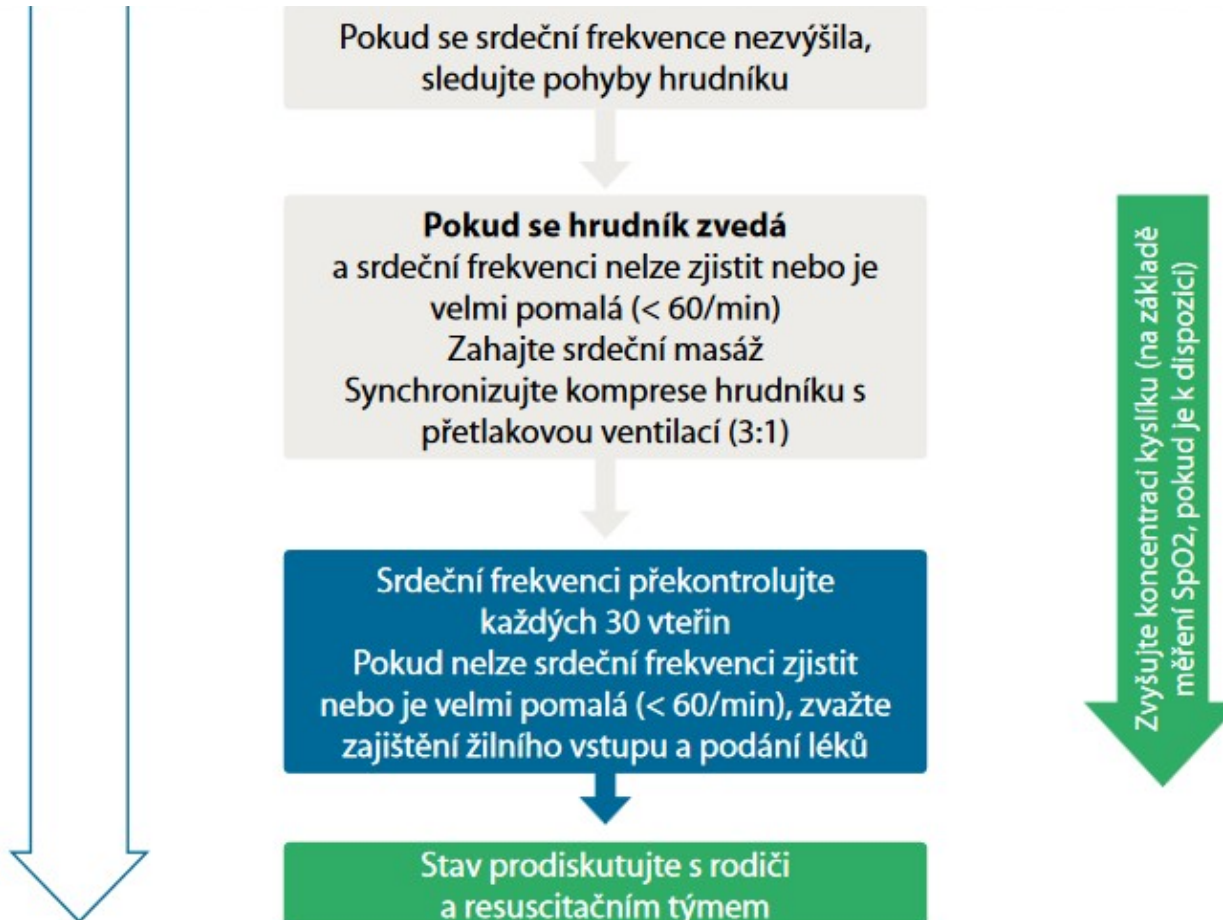 Pokud se srdeční frekvence nezvýšila,
sledujte pohyby hrudníku
Pokud se hrudník zvedá
a srdeční frekvenci nelze zjistit nebo je
velmi pomalá (< 60/min)
Zahajte srdeční masáž
Synchronizujte komprese hrudníku s
přetlakovou ventilací (3:1)
Srdeční frekvenci překontrolujte
každých 30 vteřin
Pokud nelze srdeční frekvenci zjistit
nebo je velmi pomalá (< 60/min), zvažte
zajištění žilního vstupu a podání léků
Stav prodiskutujte s rodiči
a resuscitačním týmem
Zvyšujte koncentraci kyslíku (na základě
měření SpO2, pokud je k dispozici)